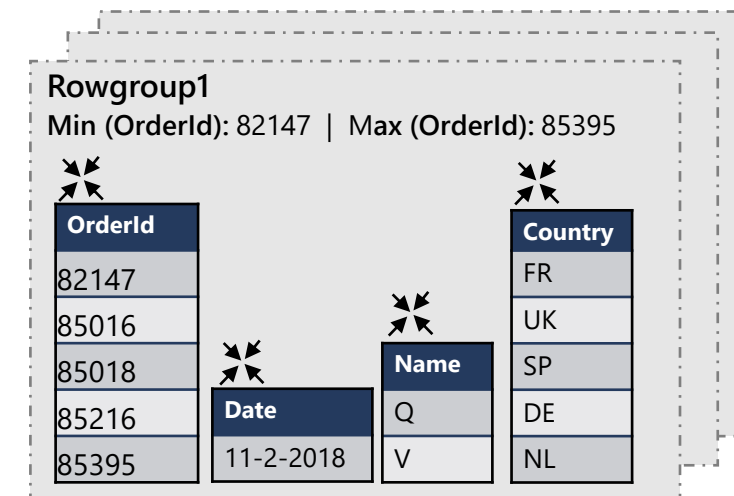 Rowgroup1
Min (OrderId): 82147 | Max (OrderId): 85395
OrderId
82147
85016
85018
85216
85395
Date
11-2-2018
Name
Q
V
Country
FR
UK
SP
DE
NL